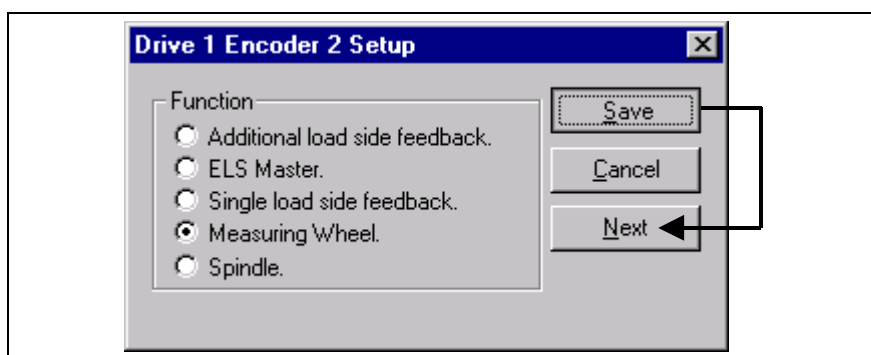 Drive 1 Encoder 2 Setup
Function
Additional load side feedback.
ELS Master.
Single load side feedback.
Measuring Wheel.
Spindle.
Save
Cancel
Next